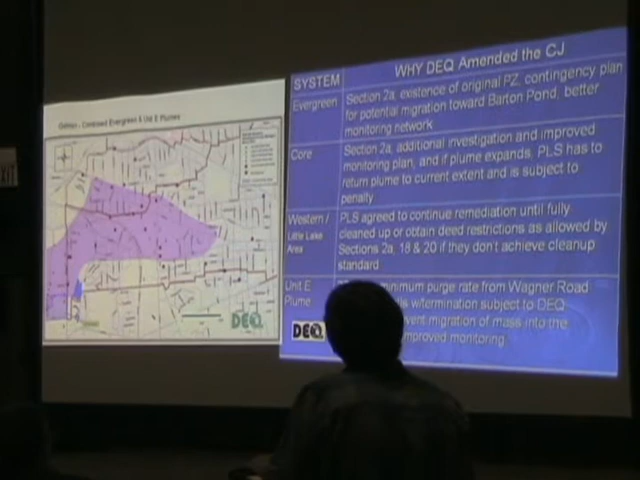 Gelman - Combined Evergreen & Unit E Plumes
DEQ
WHY DEQ Amended the CJ
SYSTEM
Evergreen
Section 2a, existence of original PZ, contingency plan
for potential migration toward Barton Pond, better
monitoring network
Core
Section 2a, additional investigation and improved
monitoring plan, and if plume expands, PLS has to
return plume to current extent and is subject to
penalty
Western /
Little Lake
Area
PLS agreed to continue remediation until fully
cleaned up or obtain deed restrictions as allowed by
Sections 2a, 18 & 20 if they don't achieve cleanup
standard
Unit E
Plume
minimum purge rate from Wagner Road
termination subject to DEQ
vent migration of mass into the
improved monitoring
DEQ